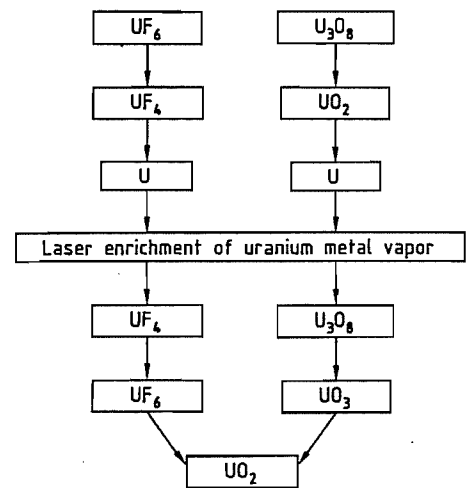 UF₆ U₃O₈
UF₄ UO₂
U U
Laser enrichment of uranium metal vapor
UF₄ U₃O₈
UF₆ UO₃
UO₂